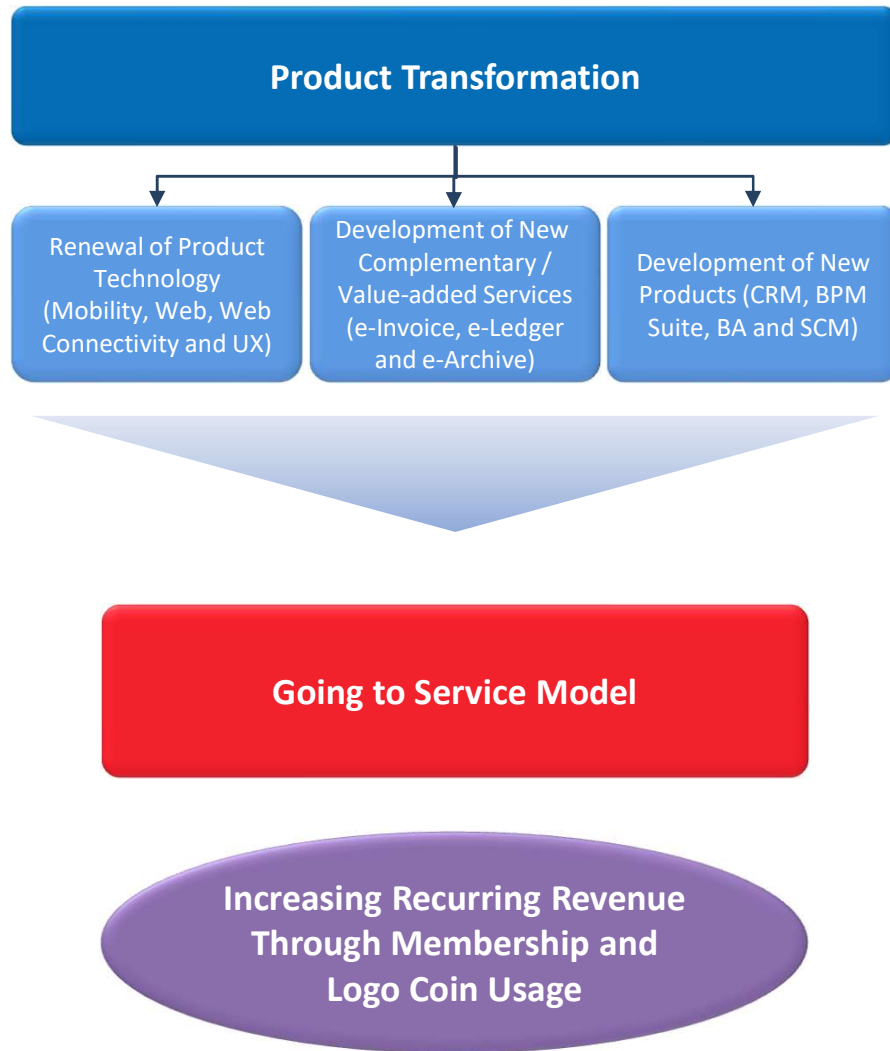 Product Transformation
Renewal of Product
Technology
(Mobility, Web, Web
Connectivity and UX)
Development of New
Complementary /
Value-added Services
(e-Invoice, e-Ledger
and e-Archive)
Development of New
Products (CRM, BPM
Suite, BA and SCM)
Going to Service Model
Increasing Recurring Revenue
Through Membership and
Logo Coin Usage